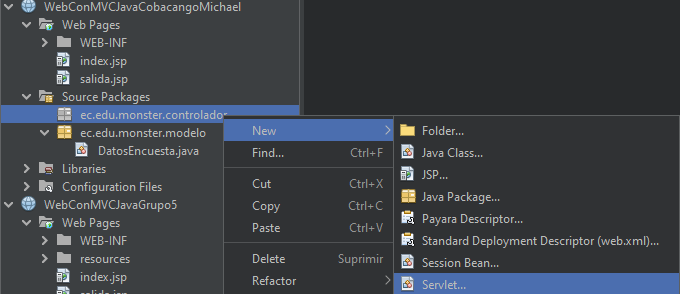 WebConMVCJavaCobacangoMichael
Web Pages
WEB-INF
index.jsp
salida.jsp
Source Packages
ec.edu.monster.controlador
ec.edu.monster.modelo
DatosEncuesta.java
Libraries
Configuration Files
WebConMVCJavaGrupo5
Web Pages
WEB-INF
resources
index.jsp
salida.jsp
New
Find... Ctrl+F
Cut Ctrl+X
Copy Ctrl+C
Paste Ctrl+V
Delete Suprimir
Refactor
Folder...
Java Class...
JSP...
Java Package...
Payara Descriptor...
Standard Deployment Descriptor (web.xml)...
Session Bean...
Servlet...